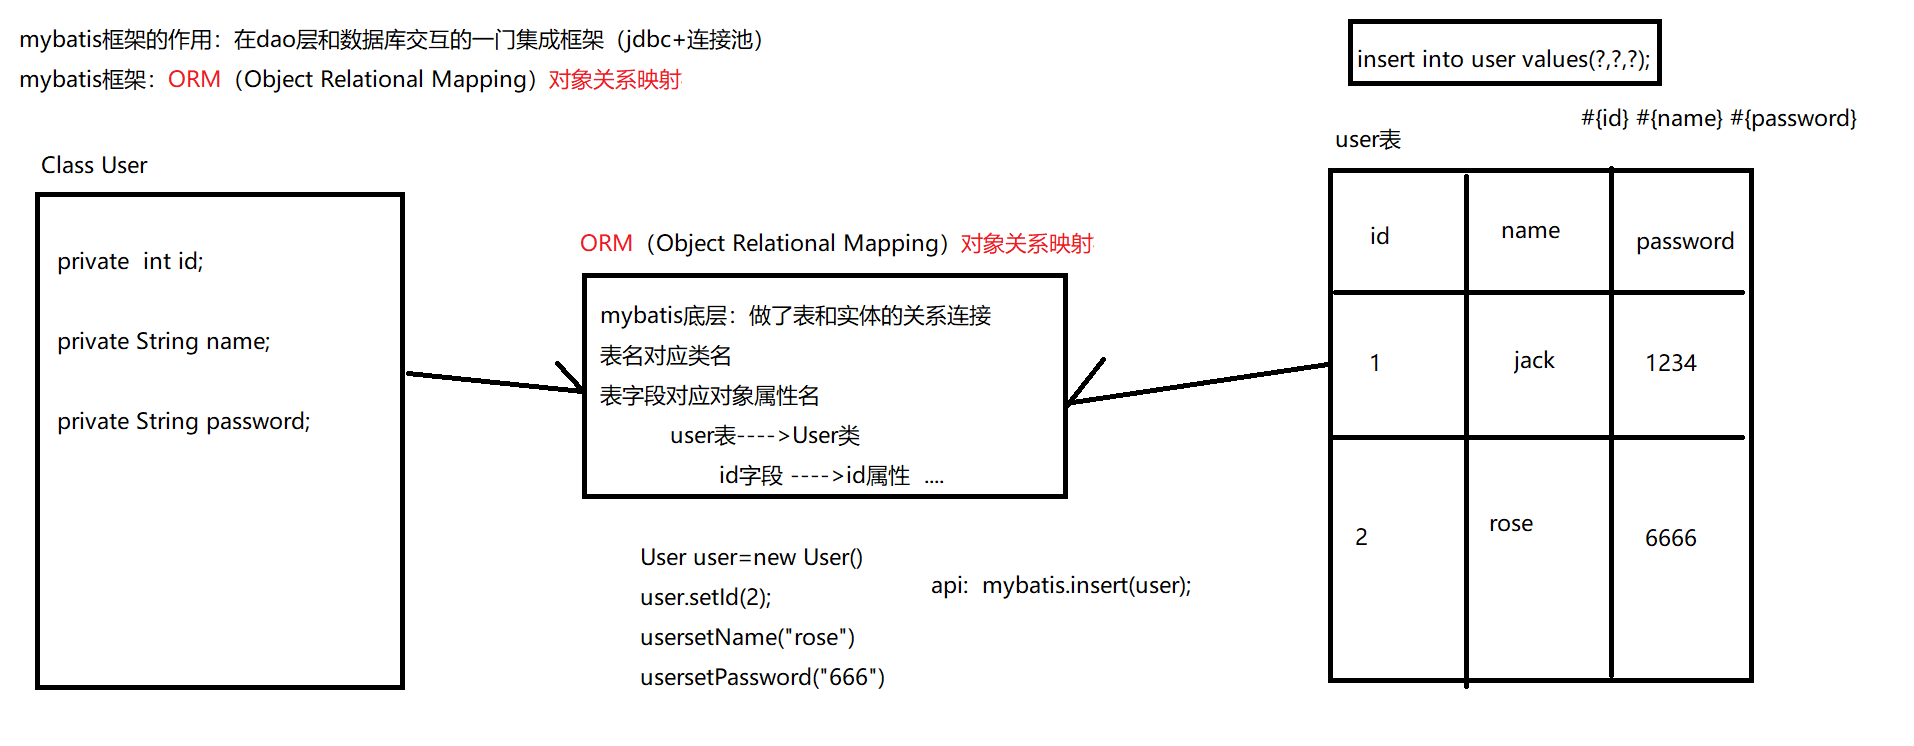 mybatis框架的作用：在dao层和数据库交互的一门集成框架（jdbc+连接池）
mybatis框架：ORM（Object Relational Mapping）对象关系映射
insert into user values(?,?,?);
#{id} #{name} #{password}
user表
Class User
private  int id;
private String name;
private String password;
ORM（Object Relational Mapping）对象关系映射
mybatis底层：做了表和实体的关系连接
表名对应类名
表字段对应对象属性名
user表---->User类
id字段 ---->id属性  ....
User user=new User()
user.setId(2);
usersetName("rose")
usersetPassword("666")
api:  mybatis.insert(user);
id name password
1 jack 1234
2 rose 6666